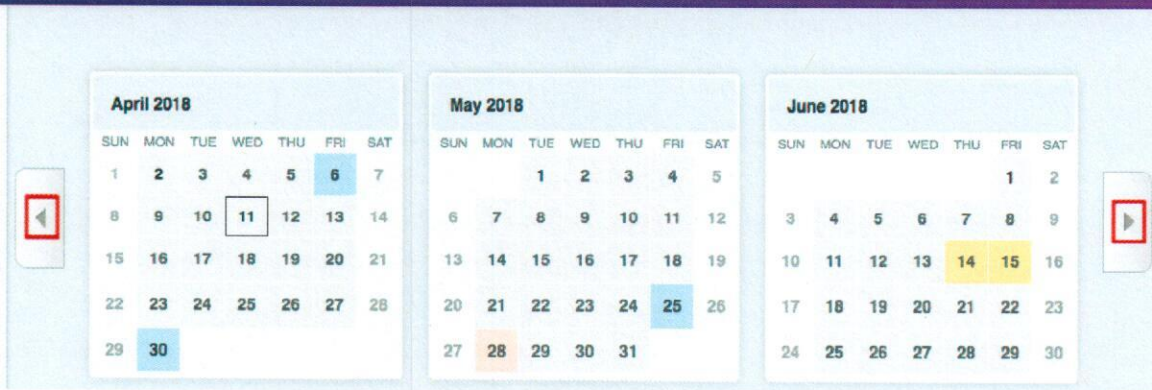 April 2018
SUN MON TUE WED THU FRI SAT
1 2 3 4 5 6 7
8 9 10 11 12 13 14
15 16 17 18 19 20 21
22 23 24 25 26 27 28
29 30
May 2018
SUN MON TUE WED THU FRI SAT
1 2 3 4 5
6 7 8 9 10 11 12
13 14 15 16 17 18 19
20 21 22 23 24 25 26
27 28 29 30 31
June 2018
SUN MON TUE WED THU FRI SAT
1 2
3 4 5 6 7 8 9
10 11 12 13 14 15 16
17 18 19 20 21 22 23
24 25 26 27 28 29 30